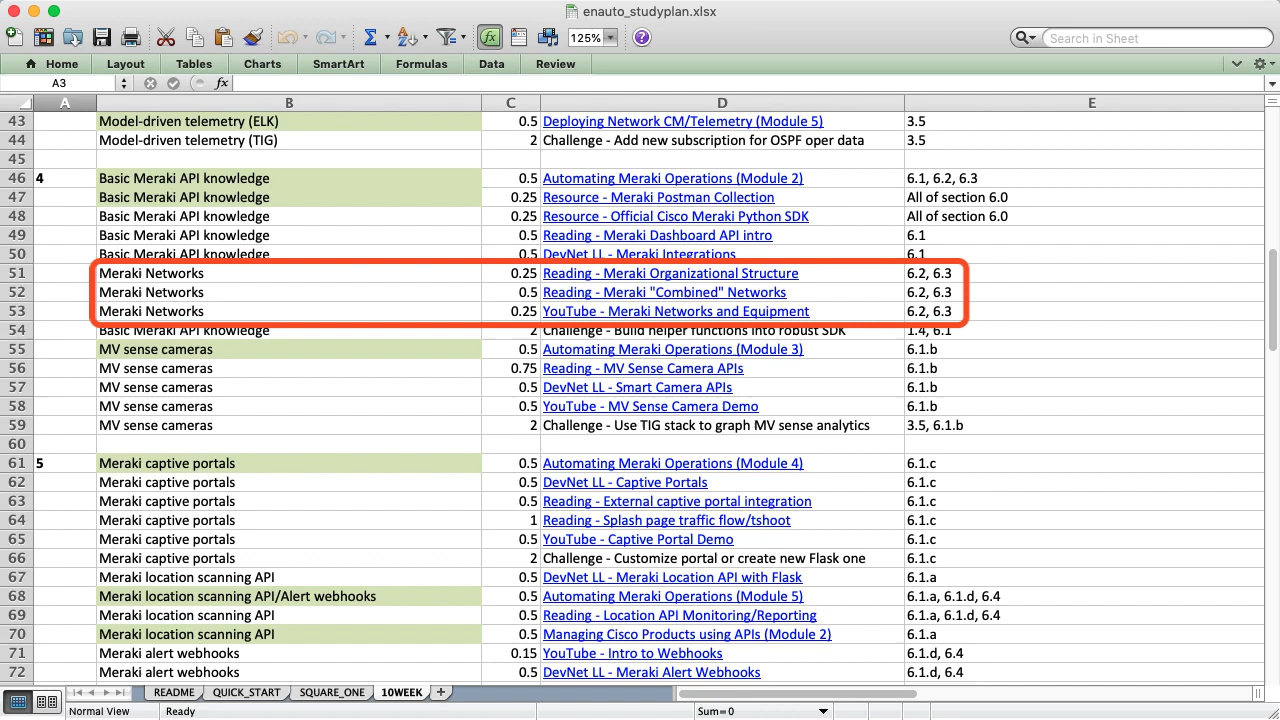 enauto_studyplan.xlsx
125%
Search in Sheet
Home Layout Tables Charts SmartArt Formulas Data Review
A3 fx
A B C D E
43 Model-driven telemetry (ELK) 0.5 Deploying Network CM/Telemetry (Module 5) 3.5
44 Model-driven telemetry (TIG) 2 Challenge - Add new subscription for OSPF oper data 3.5
45
46 4 Basic Meraki API knowledge 0.5 Automating Meraki Operations (Module 2) 6.1, 6.2, 6.3
47 Basic Meraki API knowledge 0.25 Resource - Meraki Postman Collection All of section 6.0
48 Basic Meraki API knowledge 0.25 Resource - Official Cisco Meraki Python SDK All of section 6.0
49 Basic Meraki API knowledge 0.5 Reading - Meraki Dashboard API intro 6.1
50 Basic Meraki API knowledge 0.5 DevNet LL - Meraki Integrations 6.1
51 Meraki Networks 0.25 Reading - Meraki Organizational Structure 6.2, 6.3
52 Meraki Networks 0.5 Reading - Meraki "Combined" Networks 6.2, 6.3
53 Meraki Networks 0.25 YouTube - Meraki Networks and Equipment 6.2, 6.3
54 Basic Meraki API knowledge 2 Challenge - Build helper functions into robust SDK 1.4, 6.1
55 MV sense cameras 0.5 Automating Meraki Operations (Module 3) 6.1.b
56 MV sense cameras 0.75 Reading - MV Sense Camera APIs 6.1.b
57 MV sense cameras 0.5 DevNet LL - Smart Camera APIs 6.1.b
58 MV sense cameras 0.5 YouTube - MV Sense Camera Demo 6.1.b
59 MV sense cameras 2 Challenge - Use TIG stack to graph MV sense analytics 3.5, 6.1.b
60
61 5 Meraki captive portals 0.5 Automating Meraki Operations (Module 4) 6.1.c
62 Meraki captive portals 0.5 DevNet LL - Captive Portals 6.1.c
63 Meraki captive portals 0.5 Reading - External captive portal integration 6.1.c
64 Meraki captive portals 1 Reading - Splash page traffic flow/tshoot 6.1.c
65 Meraki captive portals 0.5 YouTube - Captive Portal Demo 6.1.c
66 Meraki captive portals 2 Challenge - Customize portal or create new Flask one 6.1.c
67 Meraki location scanning API 0.5 DevNet LL - Meraki Location API with Flask 6.1.a
68 Meraki location scanning API/Alert webhooks 0.5 Automating Meraki Operations (Module 5) 6.1.a, 6.1.d, 6.4
69 Meraki location scanning API 0.5 Reading - Location API Monitoring/Reporting 6.1.a, 6.1.d, 6.4
70 Meraki location scanning API 0.5 Managing Cisco Products using APIs (Module 2) 6.1.a
71 Meraki alert webhooks 0.15 YouTube - Intro to Webhooks 6.1.d, 6.4
72 Meraki alert webhooks 0.5 DevNet LL - Meraki Alert Webhooks 6.1.d, 6.4
README QUICK_START SQUARE_ONE 10WEEK +
Normal View Ready Sum=0